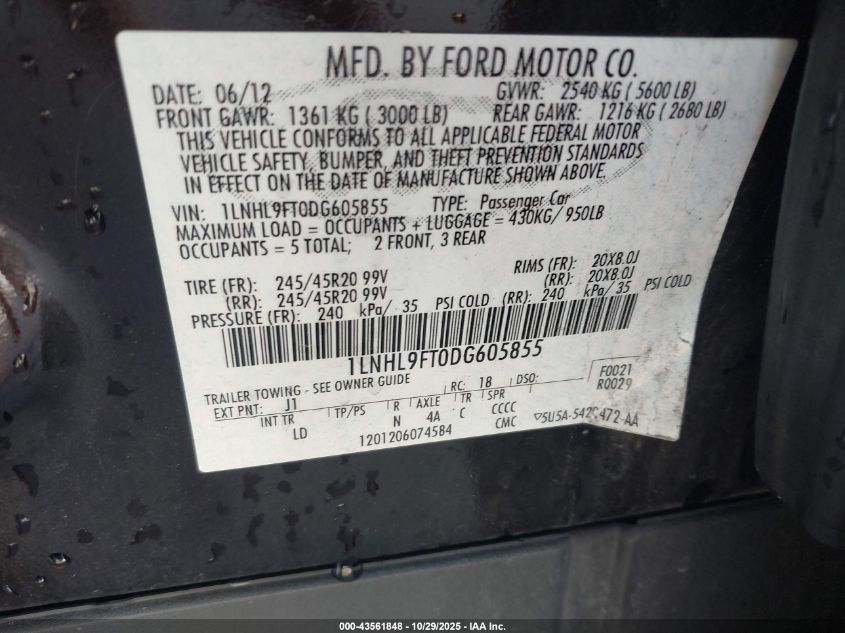 MFD. BY FORD MOTOR CO.
DATE: 06/12 GVWR: 2540 KG ( 5600 LB)
FRONT GAWR: 1361 KG ( 3000 LB) REAR GAWR: 1216 KG ( 2680 LB)
THIS VEHICLE CONFORMS TO ALL APPLICABLE FEDERAL MOTOR
VEHICLE SAFETY, BUMPER, AND THEFT PREVENTION STANDARDS
IN EFFECT ON THE DATE OF MANUFACTURE SHOWN ABOVE.
VIN: 1LNHL9FT0DG605855 TYPE: Passenger Car
MAXIMUM LOAD = OCCUPANTS + LUGGAGE = 430KG/ 950LB
OCCUPANTS = 5 TOTAL; 2 FRONT, 3 REAR
TIRE (FR): 245/45R20 99V RIMS (FR): 20X8.0J
(RR): 245/45R20 99V (RR): 20X8.0J
PRESSURE (FR): 240 kPa/ 35 PSI COLD (RR): 240 kPa/ 35 PSI COLD
1LNHL9FT0DG605855
TRAILER TOWING - SEE OWNER GUIDE
EXT PNT: J1 RC: 18 DSO: F0021
R0029
INT TR TP/PS R AXLE TR SPR
LD N 4A C CCCC
1201206074584 CMC
000-43561848 | 10/29/2025 - IAA Inc.